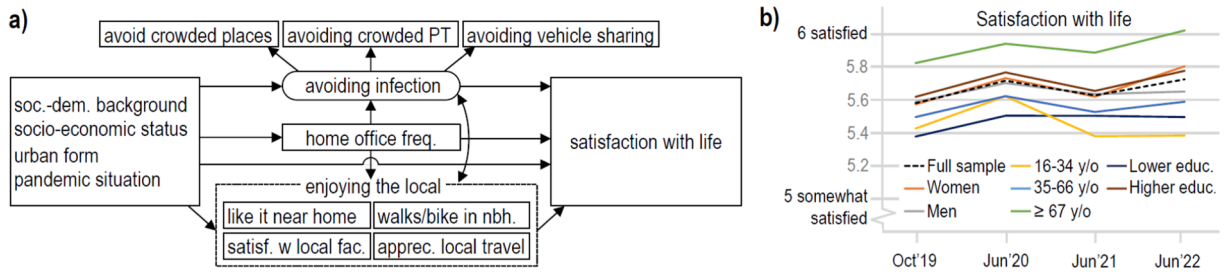 a)
avoid crowded places
avoiding crowded PT
avoiding vehicle sharing
avoiding infection
soc.-dem. background
socio-economic status
urban form
pandemic situation
home office freq.
satisfaction with life
enjoying the local
like it near home
walks/bike in nbh.
satisf. w local fac.
apprec. local travel
b)
Satisfaction with life
6 satisfied
5.8
5.6
5.4
5.2
5 somewhat
satisfied
Full sample
16-34 y/o
Lower educ.
Women
35-66 y/o
Higher educ.
Men
≥ 67 y/o
Oct'19
Jun'20
Jun'21
Jun'22